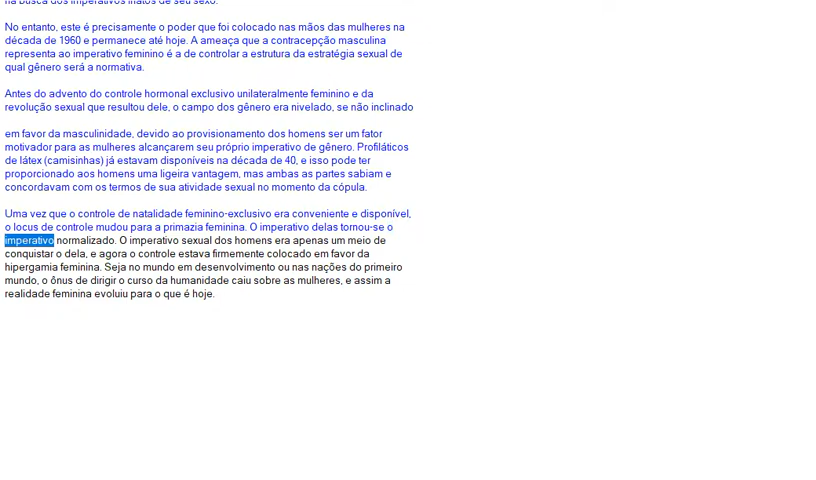 na busca dos imperativos inatos de seu sexo.
No entanto, este é precisamente o poder que foi colocado nas mãos das mulheres na
década de 1960 e permanece até hoje. A ameaça que a contracepção masculina
representa ao imperativo feminino é a de controlar a estrutura da estratégia sexual de
qual gênero será a normativa.
Antes do advento do controle hormonal exclusivo unilateralmente feminino e da
revolução sexual que resultou dele, o campo dos gênero era nivelado, se não inclinado
em favor da masculinidade, devido ao provisionamento dos homens ser um fator
motivador para as mulheres alcançarem seu próprio imperativo de gênero. Profiláticos
de látex (camisinhas) já estavam disponíveis na década de 40, e isso pode ter
proporcionado aos homens uma ligeira vantagem, mas ambas as partes sabiam e
concordavam com os termos de sua atividade sexual no momento da cópula.
Uma vez que o controle de natalidade feminino-exclusivo era conveniente e disponível,
o locus de controle mudou para a primazia feminina. O imperativo delas tornou-se o
imperativo normalizado. O imperativo sexual dos homens era apenas um meio de
conquistar o dela, e agora o controle estava firmemente colocado em favor da
hipergamia feminina. Seja no mundo em desenvolvimento ou nas nações do primeiro
mundo, o ônus de dirigir o curso da humanidade caiu sobre as mulheres, e assim a
realidade feminina evoluiu para o que é hoje.